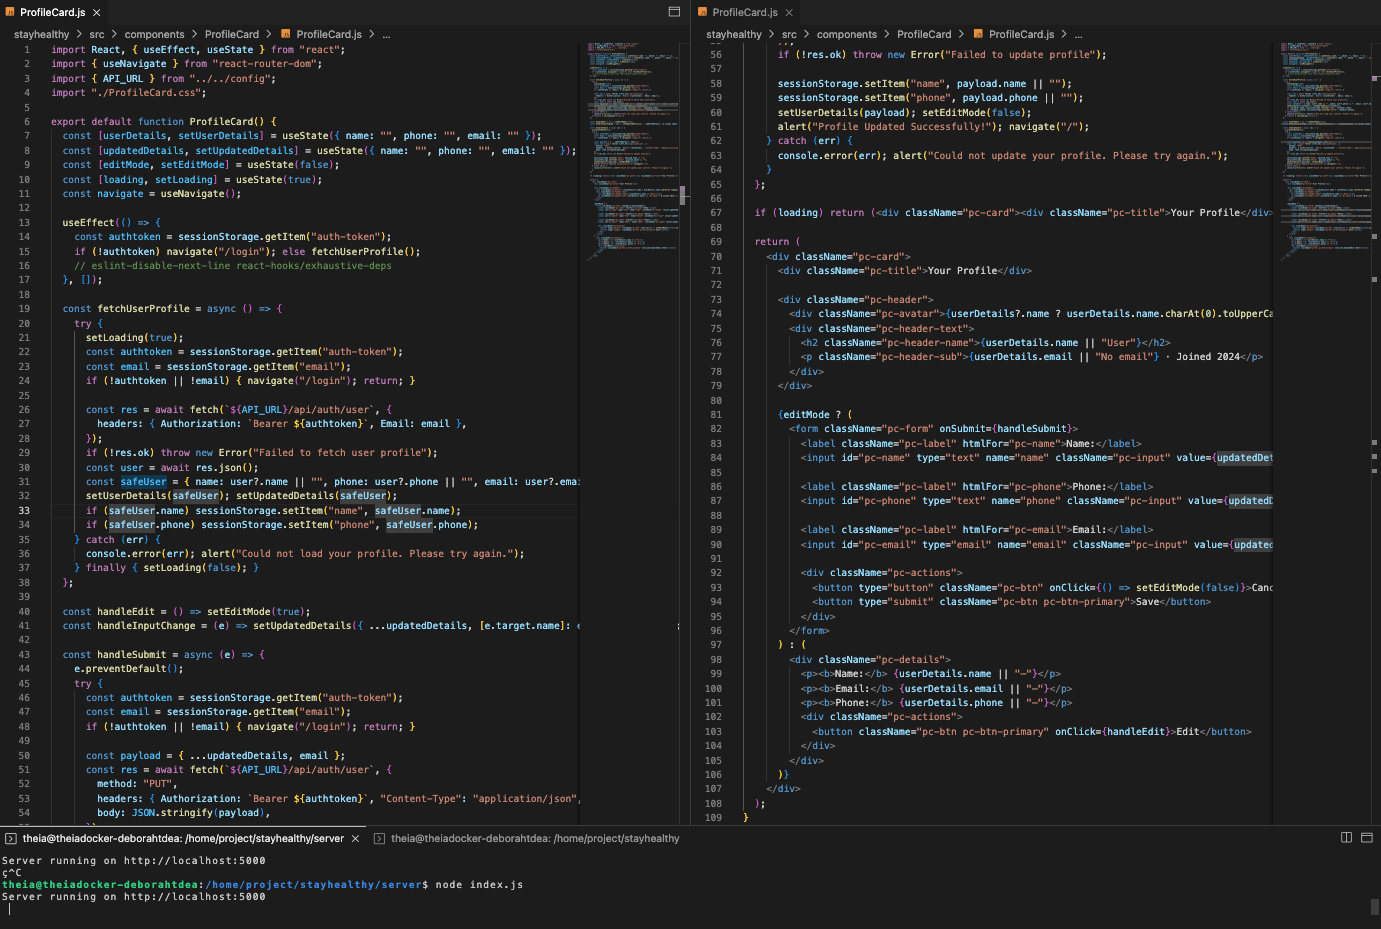 ProfileCard.js ×
stayhealthy > src > components > ProfileCard > ProfileCard.js > ...
1 import React, { useEffect, useState } from "react";
2 import { useNavigate } from "react-router-dom";
3 import { API_URL } from "../../config";
4 import "./ProfileCard.css";
5
6 export default function ProfileCard() {
7 const [userDetails, setUserDetails] = useState({ name: "", phone: "", email: "" });
8 const [updatedDetails, setUpdatedDetails] = useState({ name: "", phone: "", email: "" });
9 const [editMode, setEditMode] = useState(false);
10 const [loading, setLoading] = useState(true);
11 const navigate = useNavigate();
12
13 useEffect(() => {
14 const authtoken = sessionStorage.getItem("auth-token");
15 if (!authtoken) navigate("/login"); else fetchUserProfile();
16 // eslint-disable-next-line react-hooks/exhaustive-deps
17 }, []);
18
19 const fetchUserProfile = async () => {
20 try {
21 setLoading(true);
22 const authtoken = sessionStorage.getItem("auth-token");
23 const email = sessionStorage.getItem("email");
24 if (!authtoken || !email) { navigate("/login"); return; }
25
26 const res = await fetch(`${API_URL}/api/auth/user`, {
27 headers: { Authorization: `Bearer ${authtoken}`, Email: email },
28 });
29 if (!res.ok) throw new Error("Failed to fetch user profile");
30 const user = await res.json();
31 const safeUser = { name: user?.name || "", phone: user?.phone || "", email: user?.emai
32 setUserDetails(safeUser); setUpdatedDetails(safeUser);
33 if (safeUser.name) sessionStorage.setItem("name", safeUser.name);
34 if (safeUser.phone) sessionStorage.setItem("phone", safeUser.phone);
35 } catch (err) {
36 console.error(err); alert("Could not load your profile. Please try again.");
37 } finally { setLoading(false); }
38 };
39
40 const handleEdit = () => setEditMode(true);
41 const handleInputChange = (e) => setUpdatedDetails({ ...updatedDetails, [e.target.name]: e ;
42
43 const handleSubmit = async (e) => {
44 e.preventDefault();
45 try {
46 const authtoken = sessionStorage.getItem("auth-token");
47 const email = sessionStorage.getItem("email");
48 if (!authtoken || !email) { navigate("/login"); return; }
49
50 const payload = { ...updatedDetails, email };
51 const res = await fetch(`${API_URL}/api/auth/user`, {
52 method: "PUT",
53 headers: { Authorization: `Bearer ${authtoken}`, "Content-Type": "application/json",
54 body: JSON.stringify(payload),
ProfileCard.js ×
stayhealthy > src > components > ProfileCard > ProfileCard.js > ...
56 if (!res.ok) throw new Error("Failed to update profile");
57
58 sessionStorage.setItem("name", payload.name || "");
59 sessionStorage.setItem("phone", payload.phone || "");
60 setUserDetails(payload); setEditMode(false);
61 alert("Profile Updated Successfully!"); navigate("/");
62 } catch (err) {
63 console.error(err); alert("Could not update your profile. Please try again.");
64 }
65 };
66
67 if (loading) return (<div className="pc-card"><div className="pc-title">Your Profile</div>
68
69 return (
70 <div className="pc-card">
71 <div className="pc-title">Your Profile</div>
72
73 <div className="pc-header">
74 <div className="pc-avatar">{userDetails?.name ? userDetails.name.charAt(0).toUpperCa
75 <div className="pc-header-text">
76 <h2 className="pc-header-name">{userDetails.name || "User"}</h2>
77 <p className="pc-header-sub">{userDetails.email || "No email"} · Joined 2024</p>
78 </div>
79 </div>
80
81 {editMode ? (
82 <form className="pc-form" onSubmit={handleSubmit}>
83 <label className="pc-label" htmlFor="pc-name">Name:</label>
84 <input id="pc-name" type="text" name="name" className="pc-input" value={updatedDet
85
86 <label className="pc-label" htmlFor="pc-phone">Phone:</label>
87 <input id="pc-phone" type="text" name="phone" className="pc-input" value={updatedD
88
89 <label className="pc-label" htmlFor="pc-email">Email:</label>
90 <input id="pc-email" type="email" name="email" className="pc-input" value={updated
91
92 <div className="pc-actions">
93 <button type="button" className="pc-btn" onClick={() => setEditMode(false)}>Canc
94 <button type="submit" className="pc-btn pc-btn-primary">Save</button>
95 </div>
96 </form>
97 ) : (
98 <div className="pc-details">
99 <p><b>Name:</b> {userDetails.name || "—"}</p>
100 <p><b>Email:</b> {userDetails.email || "—"}</p>
101 <p><b>Phone:</b> {userDetails.phone || "—"}</p>
102 <div className="pc-actions">
103 <button className="pc-btn pc-btn-primary" onClick={handleEdit}>Edit</button>
104 </div>
105 </div>
106 )}
107 </div>
108 );
109 }
theia@theiadocker-deborahtdea: /home/project/stayhealthy/server ×
theia@theiadocker-deborahtdea: /home/project/stayhealthy
Server running on http://localhost:5000
ç^C
theia@theiadocker-deborahtdea:/home/project/stayhealthy/server$ node index.js
Server running on http://localhost:5000